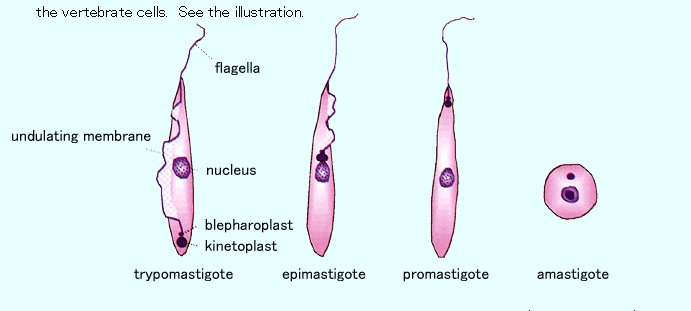 the vertebrate cells. See the illustration.
flagella
undulating membrane
nucleus
blepharoplast
kinetoplast
trypomastigote epimastigote promastigote amastigote